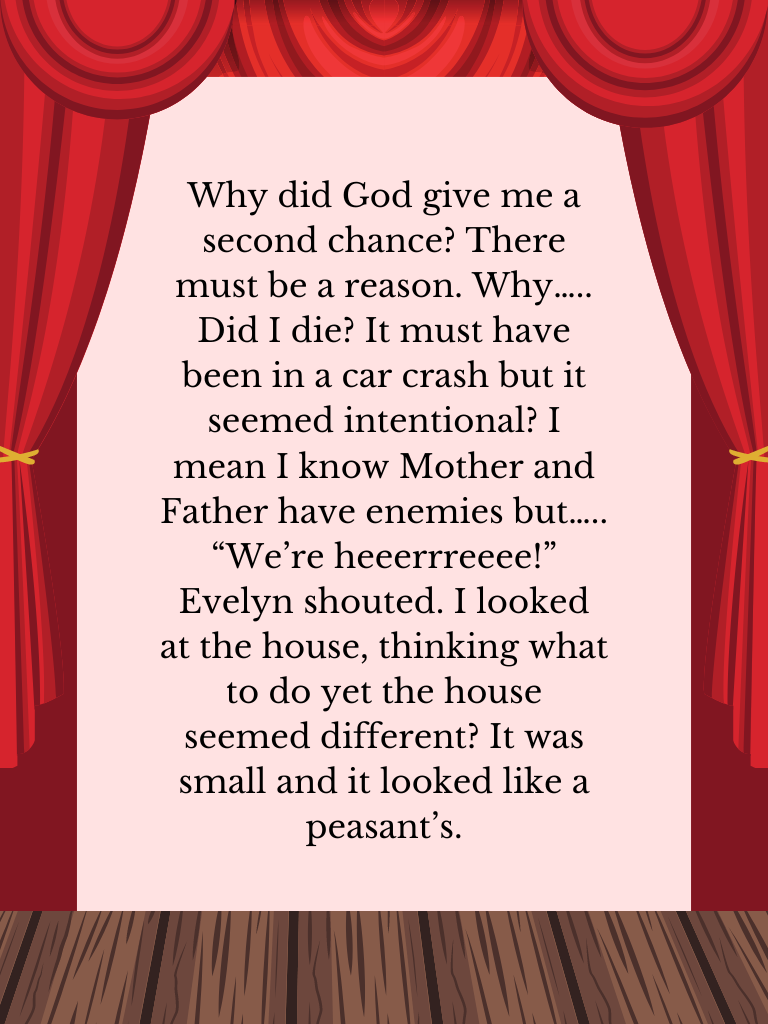 Why did God give me a
second chance? There
must be a reason. Why.....
Did I die? It must have
been in a car crash but it
seemed intentional? I
mean I know Mother and
Father have enemies but.....
“We’re heeerrreeee!”
Evelyn shouted. I looked
at the house, thinking what
to do yet the house
seemed different? It was
small and it looked like a
peasant’s.